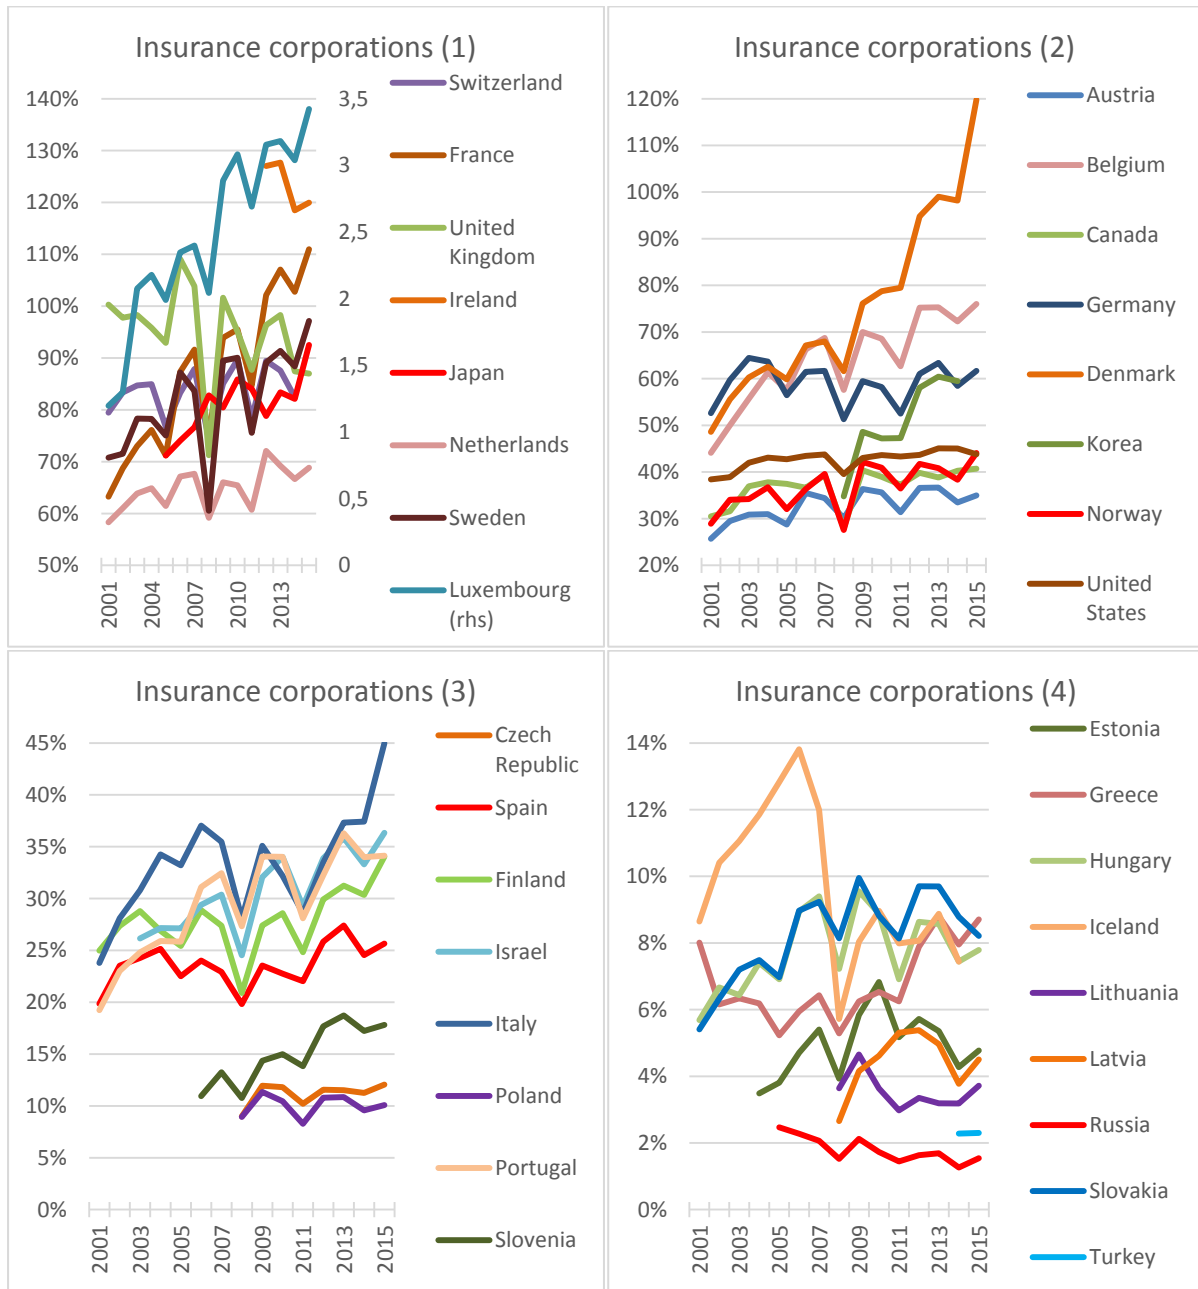 Insurance corporations (1)
140%
130%
120%
110%
100%
90%
80%
70%
60%
50%
3,5
3
2,5
2
1,5
1
0,5
0
2001
2004
2007
2010
2013
Switzerland
France
United
Kingdom
Ireland
Japan
Netherlands
Sweden
Luxembourg
(rhs)
Insurance corporations (2)
120%
110%
100%
90%
80%
70%
60%
50%
40%
30%
20%
2001
2003
2005
2007
2009
2011
2013
2015
Austria
Belgium
Canada
Germany
Denmark
Korea
Norway
United
States
Insurance corporations (3)
45%
40%
35%
30%
25%
20%
15%
10%
5%
0%
2001
2003
2005
2007
2009
2011
2013
2015
Czech
Republic
Spain
Finland
Israel
Italy
Poland
Portugal
Slovenia
Insurance corporations (4)
14%
12%
10%
8%
6%
4%
2%
0%
2001
2003
2005
2007
2009
2011
2013
2015
Estonia
Greece
Hungary
Iceland
Lithuania
Latvia
Russia
Slovakia
Turkey